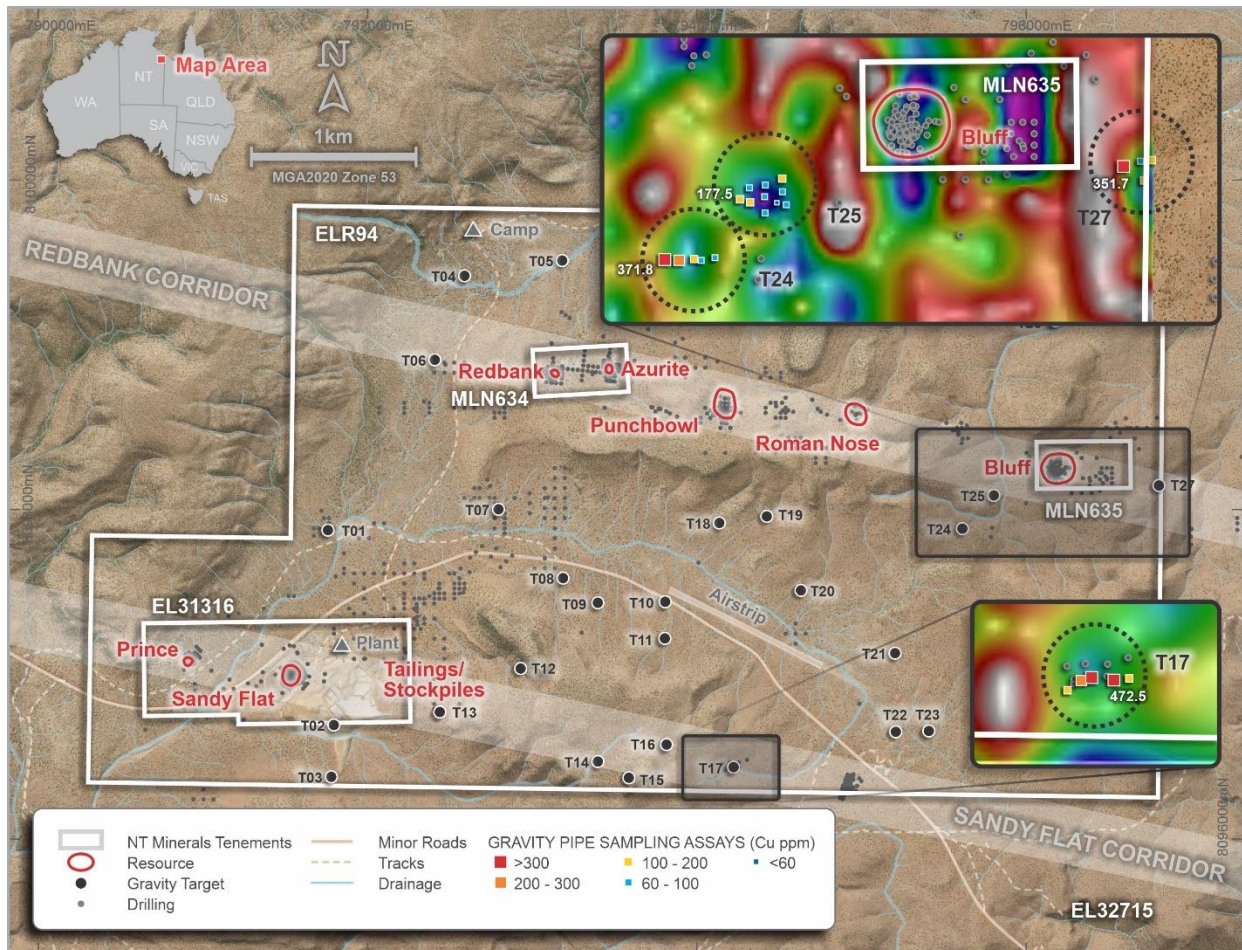 790000mE
792000mE
794000mE
796000mE
8100000mN
8098000mN
8096000mN
Map Area
WA
NT
SA
QLD
NSW
VIC
TAS
N
1km
MGA2020 Zone 53
REDBANK CORRIDOR
ELR94
Camp
T04
T05
T06
Redbank
Azurite
MLN634
Punchbowl
Roman Nose
Bluff
MLN635
T25
T24
T27
MLN635
Bluff
177.5
371.8
351.7
T25
T24
T27
T01
T07
T18
T19
T08
T09
T10
T11
T20
Airstrip
EL31316
Prince
Plant
Sandy Flat
Tailings/
Stockpiles
T12
T13
T02
T03
T14
T15
T16
T17
T21
T22
T23
T17
472.5
SANDY FLAT CORRIDOR
EL32715
NT Minerals Tenements
Resource
Gravity Target
Drilling
Minor Roads
Tracks
Drainage
GRAVITY PIPE SAMPLING ASSAYS (Cu ppm)
>300
200 - 300
100 - 200
60 - 100
<60